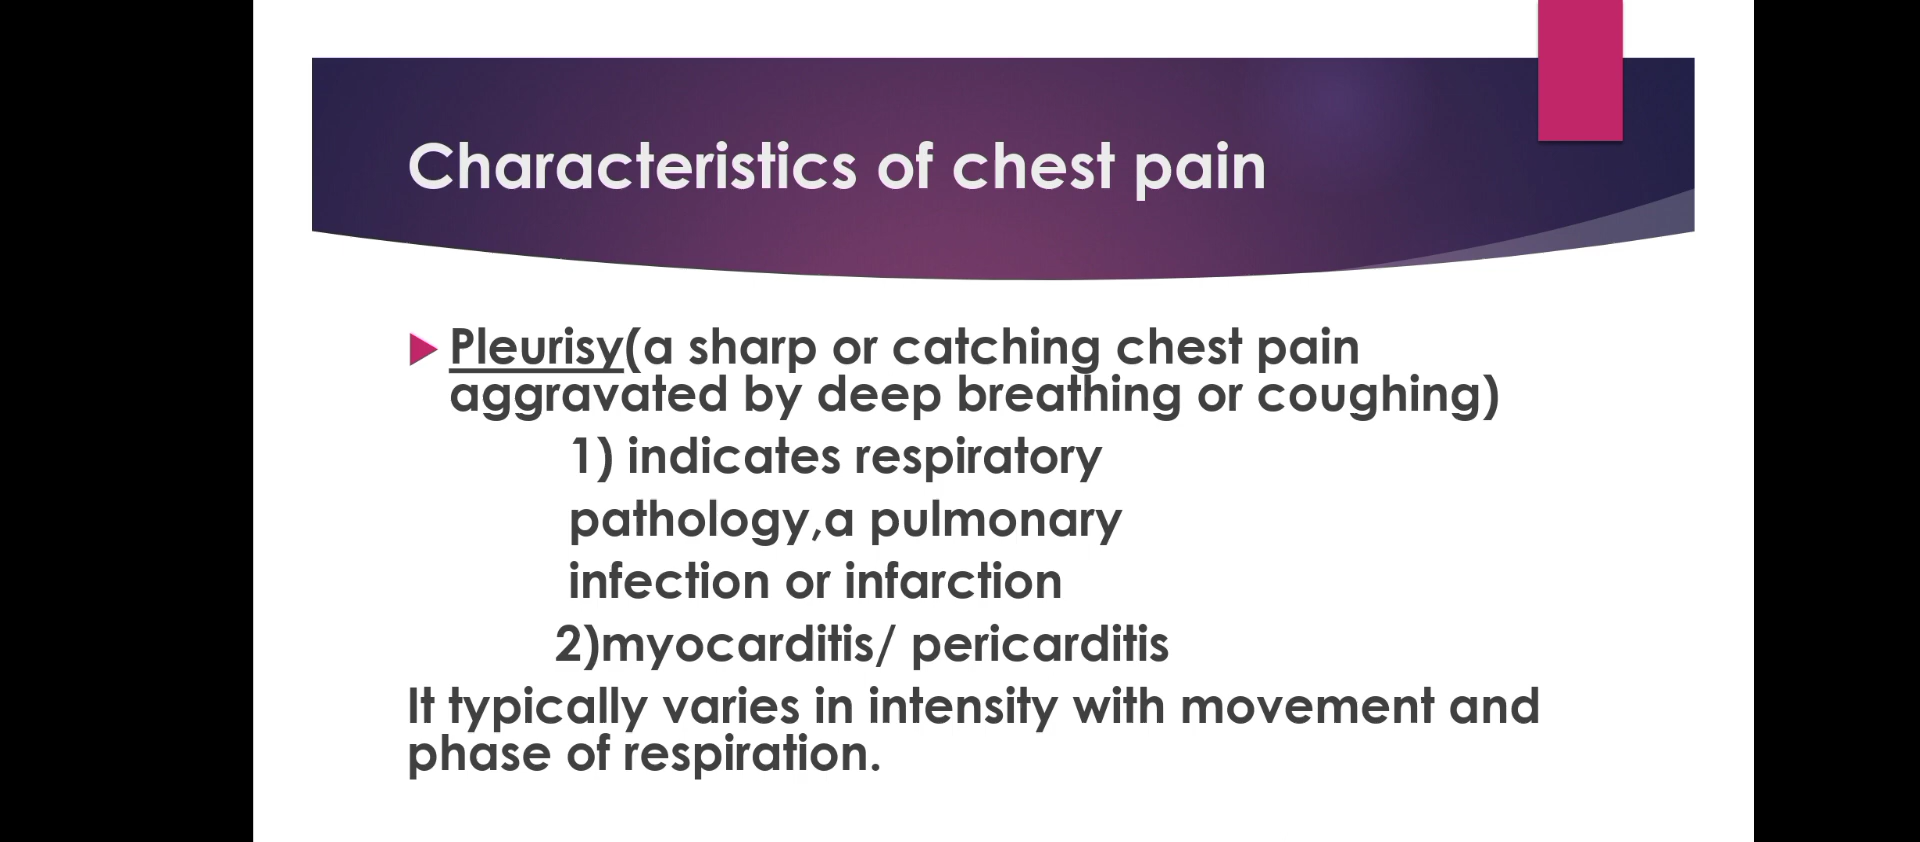 Characteristics of chest pain
Pleurisy(a sharp or catching chest pain
aggravated by deep breathing or coughing)
1) indicates respiratory
pathology,a pulmonary
infection or infarction
2)myocarditis/ pericarditis
It typically varies in intensity with movement and
phase of respiration.